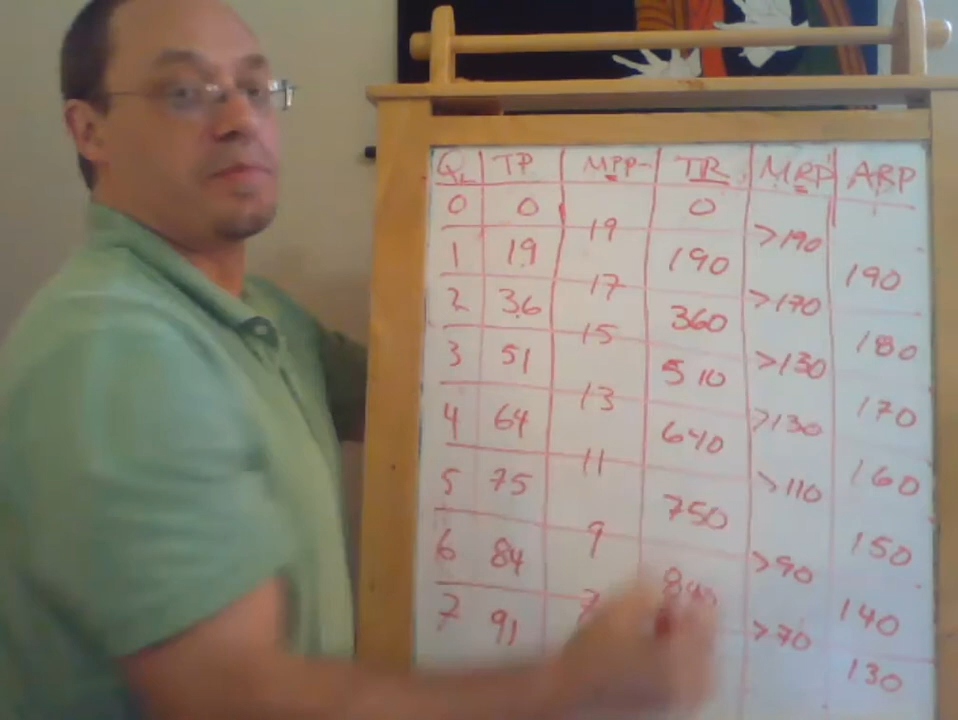 QL TP MPP TR MRP ARP
0 0 0
19 >190
1 19 190 190
17 >170
2 36 360 180
15 >130
3 51 510 170
13 >130
4 64 640 160
11 >110
5 75 750 150
9 >90
6 84 840 140
>70
7 91 130